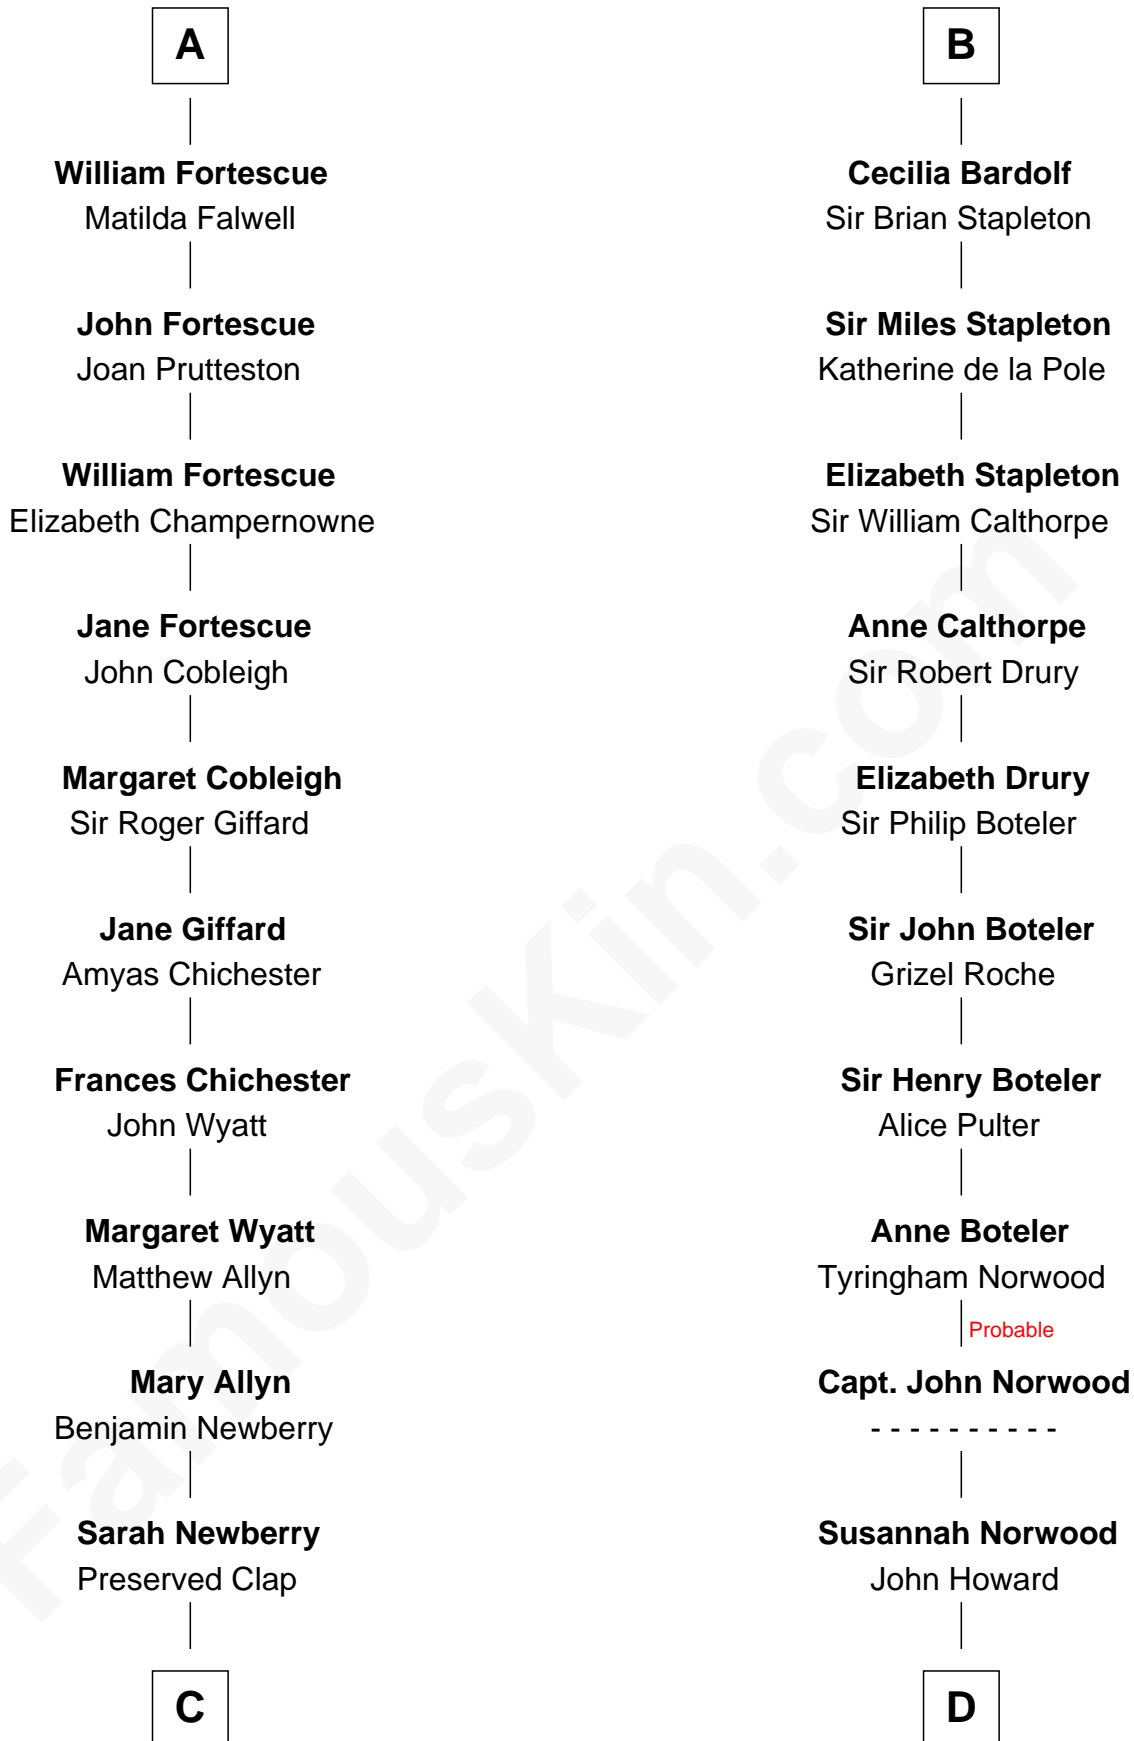 A
William Fortescue
Matilda Falwell
John Fortescue
Joan Prutteston
William Fortescue
Elizabeth Champernowne
Jane Fortescue
John Cobleigh
Margaret Cobleigh
Sir Roger Giffard
Jane Giffard
Amyas Chichester
Frances Chichester
John Wyatt
Margaret Wyatt
Matthew Allyn
Mary Allyn
Benjamin Newberry
Sarah Newberry
Preserved Clap
C
B
Cecilia Bardolf
Sir Brian Stapleton
Sir Miles Stapleton
Katherine de la Pole
Elizabeth Stapleton
Sir William Calthorpe
Anne Calthorpe
Sir Robert Drury
Elizabeth Drury
Sir Philip Boteler
Sir John Boteler
Grizel Roche
Sir Henry Boteler
Alice Pulter
Anne Boteler
Tyringham Norwood
Probable
Capt. John Norwood
- - - - - - - - - -
Susannah Norwood
John Howard
D
FamousKin.com